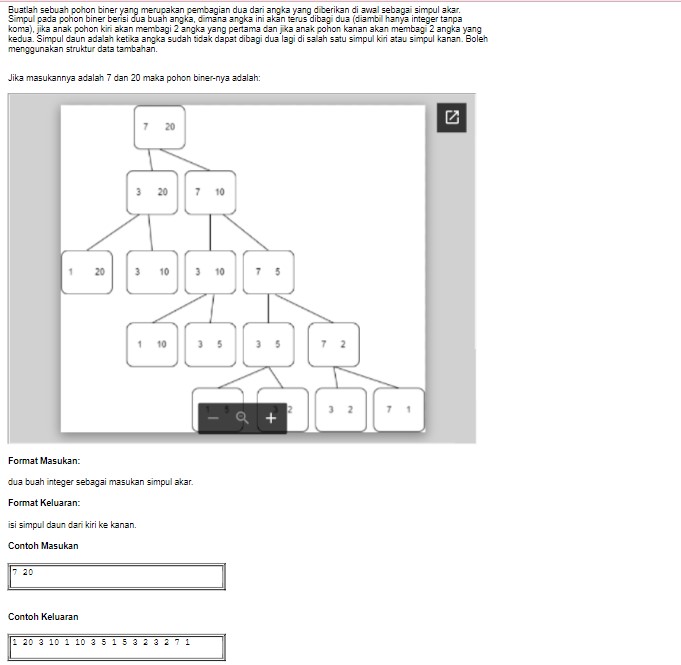 Buatlah sebuah pohon biner yang merupakan pembagian dua dari angka yang diberikan di awal sebagai simpul akar.
Simpul pada pohon biner berisi dua buah angka, dimana angka ini akan terus dibagi dua (diambil hanya integer tanpa
koma), jika anak pohon kiri akan membagi 2 angka yang pertama dan jika anak pohon kanan akan membagi 2 angka yang
kedua. Simpul daun adalah ketika angka sudah tidak dapat dibagi dua lagi di salah satu simpul kiri atau simpul kanan. Boleh
menggunakan struktur data tambahan.
Jika masukannya adalah 7 dan 20 maka pohon biner-nya adalah:
7 20
3 20 7 10
1 20 3 10 3 10 7 5
1 10 3 5 3 5 7 2
1 5 3 2 3 2 7 1
Format Masukan:
dua buah integer sebagai masukan simpul akar.
Format Keluaran:
isi simpul daun dari kiri ke kanan.
Contoh Masukan
7 20
Contoh Keluaran
1 20 3 10 1 10 3 5 1 5 3 2 3 2 7 1